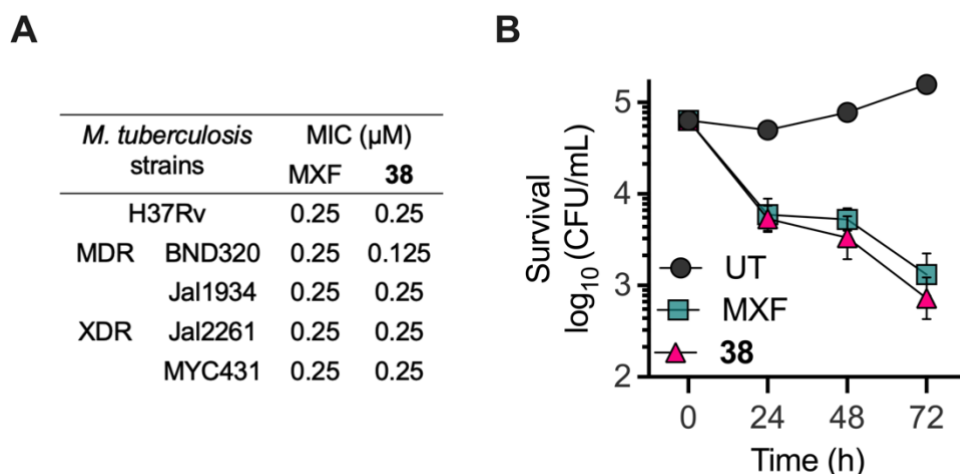 A
M. tuberculosis strains MIC (µM)
MXF 38
H37Rv 0.25 0.25
MDR BND320 0.25 0.125
Jal1934 0.25 0.25
XDR Jal2261 0.25 0.25
MYC431 0.25 0.25
B
Survival
log10 (CFU/mL)
5
4
3
2
UT
MXF
38
0 24 48 72
Time (h)